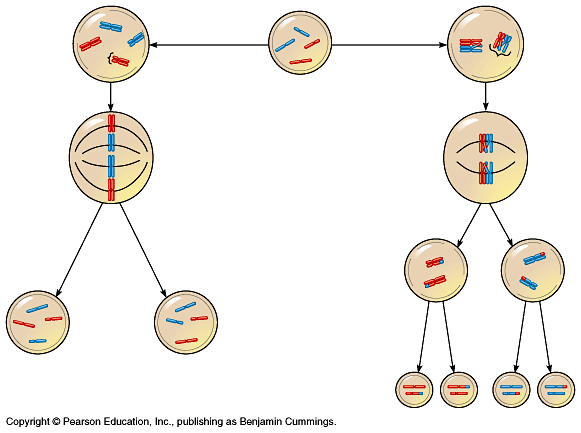 Copyright © Pearson Education, Inc., publishing as Benjamin Cummings.